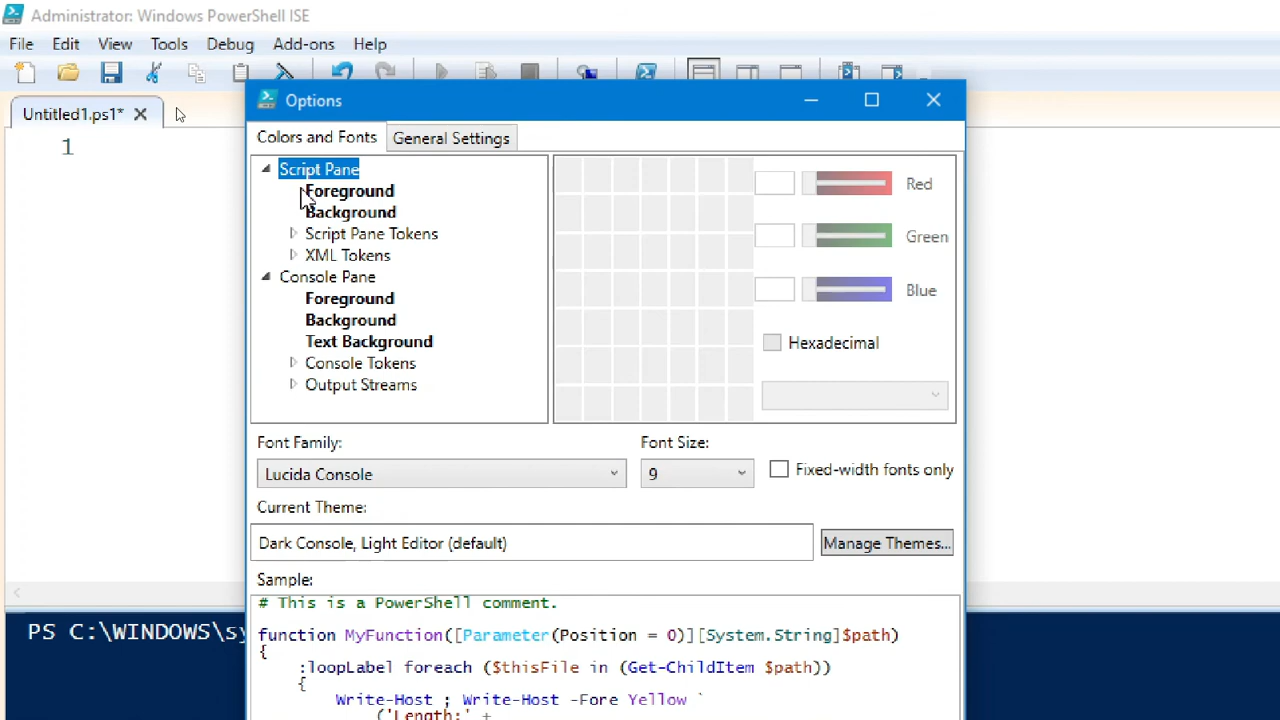 Administrator: Windows PowerShell ISE
File Edit View Tools Debug Add-ons Help
Untitled1.ps1*
1
Options
Colors and Fonts General Settings
Script Pane
Foreground
Background
Script Pane Tokens
XML Tokens
Console Pane
Foreground
Background
Text Background
Console Tokens
Output Streams
Red
Green
Blue
Hexadecimal
Font Family: Font Size:
Lucida Console 9 Fixed-width fonts only
Current Theme:
Dark Console, Light Editor (default) Manage Themes...
Sample:
# This is a PowerShell comment.
function MyFunction([Parameter(Position = 0)][System.String]$path)
{
:loopLabel foreach ($thisFile in (Get-ChildItem $path))
{
Write-Host ; Write-Host -Fore Yellow `
('Length:' +
PS C:\WINDOWS\sy